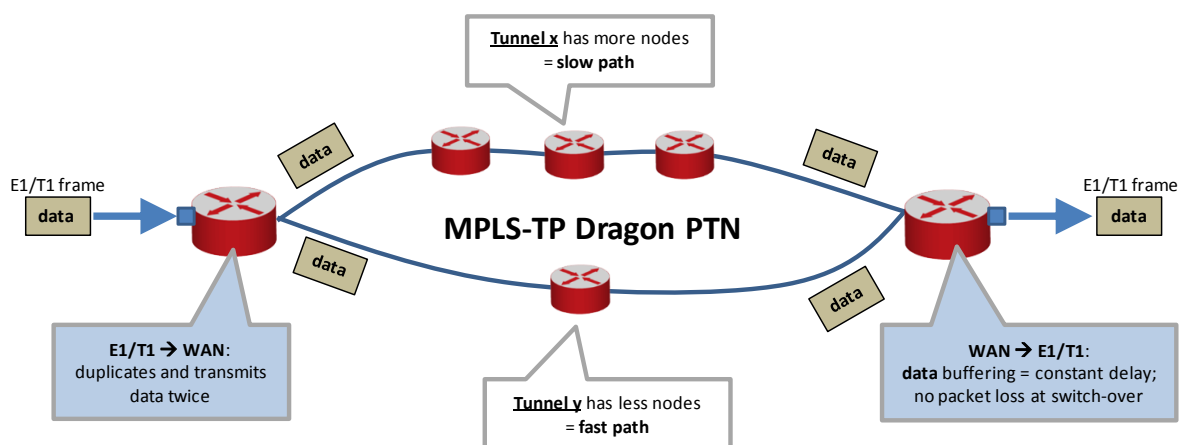 Tunnel x has more nodes
= slow path
data
data
E1/T1 frame
data
E1/T1 frame
data
MPLS-TP Dragon PTN
data
data
E1/T1 → WAN:
duplicates and transmits
data twice
WAN → E1/T1:
data buffering = constant delay;
no packet loss at switch-over
Tunnel y has less nodes
= fast path